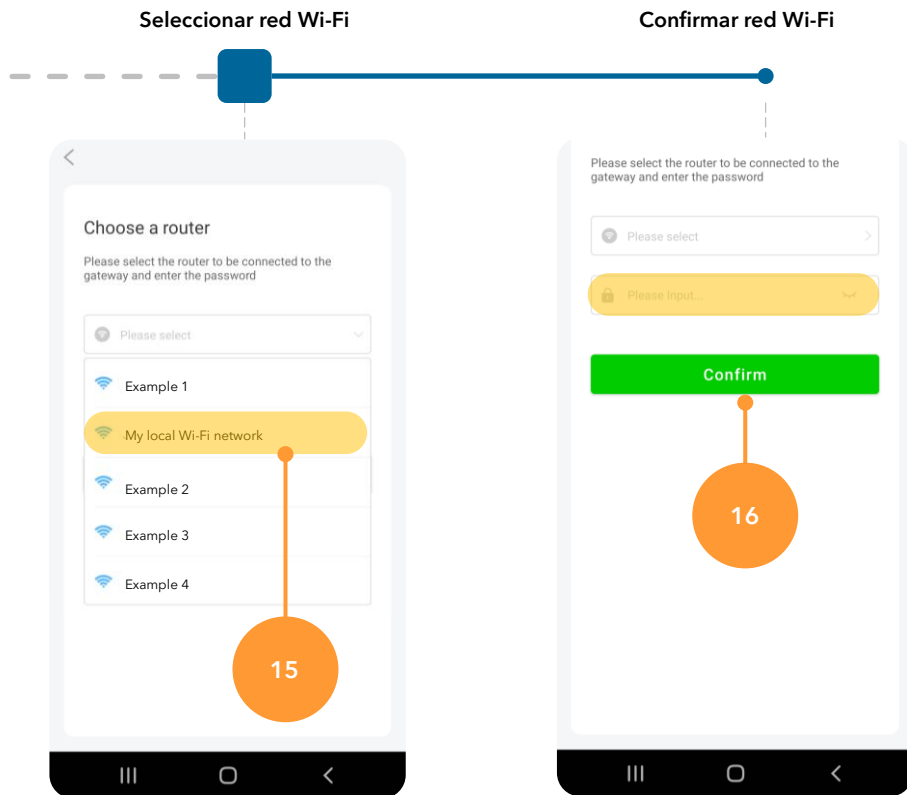 Seleccionar red Wi-Fi
Confirmar red Wi-Fi
Choose a router
Please select the router to be connected to the
gateway and enter the password
Please select
Example 1
My local Wi-Fi network
Example 2
Example 3
Example 4
15
Please select the router to be connected to the
gateway and enter the password
Please select
Please Input...
Confirm
16